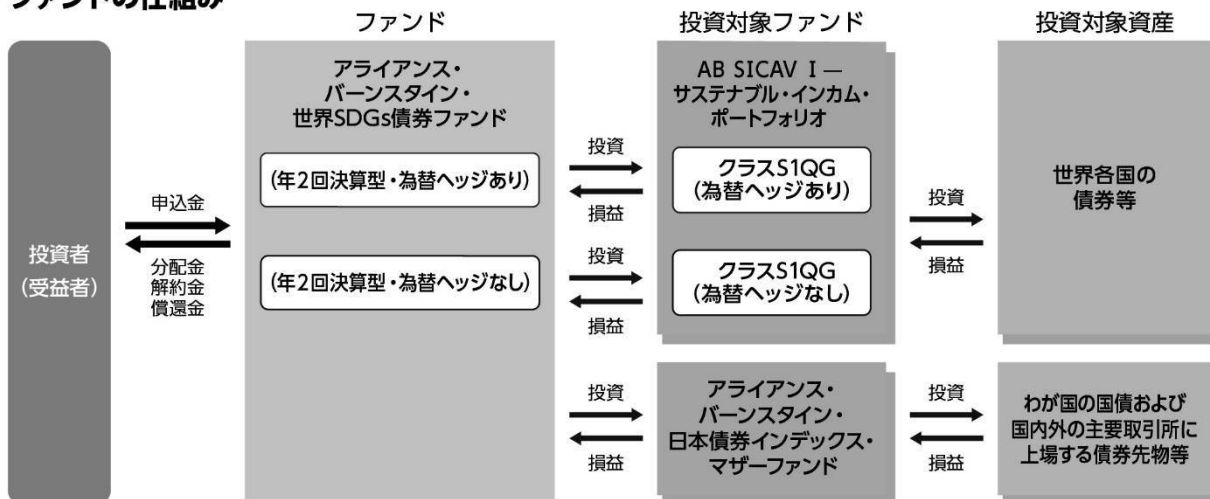 ファンドの仕組み
ファンド
投資対象ファンド
投資対象資産
投資者
(受益者)
申込金
分配金
解約金
償還金
アライアンス・
バーンスタイン・
世界SDGs債券ファンド
(年2回決算型・為替ヘッジあり)
(年2回決算型・為替ヘッジなし)
投資
損益
投資
損益
投資
損益
AB SICAV I —
サステナブル・インカム・
ポートフォリオ
クラスS1QG
(為替ヘッジあり)
クラスS1QG
(為替ヘッジなし)
アライアンス・
バーンスタイン・
日本債券インデックス・
マザーファンド
投資
損益
投資
損益
世界各国の
債券等
わが国の国債および
国内外の主要取引所に
上場する債券先物等